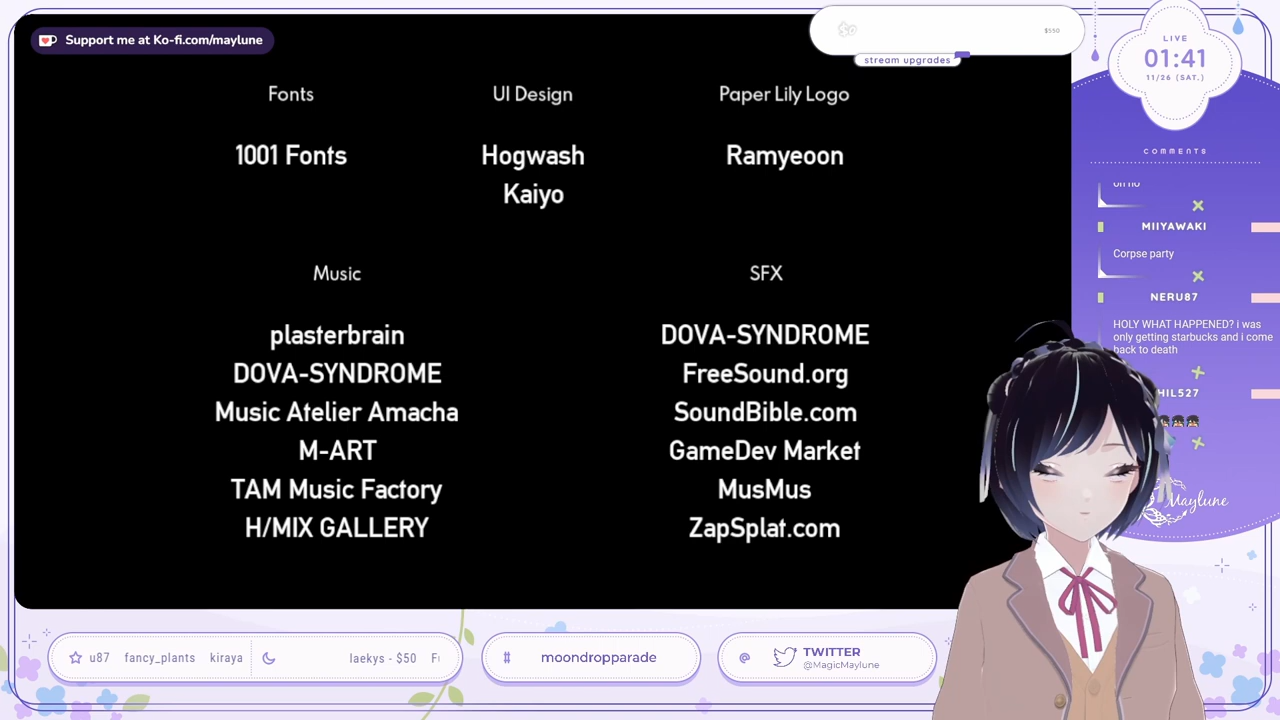 Support me at Ko-fi.com/maylune
$0
$550
stream upgrades
LIVE
01:41
11/26 (SAT.)
Fonts
1001 Fonts
UI Design
Hogwash
Kaiyo
Paper Lily Logo
Ramyeoon
Music
plasterbrain
DOVA-SYNDROME
Music Atelier Amacha
M-ART
TAM Music Factory
H/MIX GALLERY
SFX
DOVA-SYNDROME
FreeSound.org
SoundBible.com
GameDev Market
MusMus
ZapSplat.com
COMMENTS
MIIYAWAKI
Corpse party
NERU87
HOLY WHAT HAPPENED? i was
only getting starbucks and i come
back to death
HIL527
Maylune
u87 fancy_plants kiraya
laekys - $50
# moondropparade
@ TWITTER
@MagicMaylune